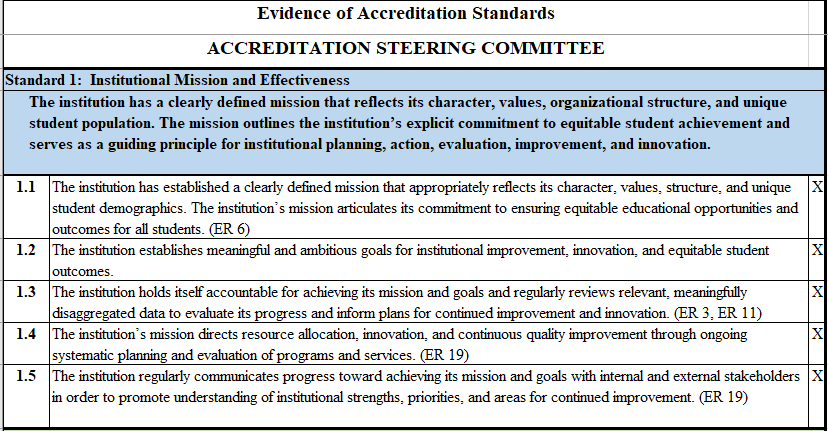 Evidence of Accreditation Standards
ACCREDITATION STEERING COMMITTEE
Standard 1:  Institutional Mission and Effectiveness
The institution has a clearly defined mission that reflects its character, values, organizational structure, and unique
student population. The mission outlines the institution’s explicit commitment to equitable student achievement and
serves as a guiding principle for institutional planning, action, evaluation, improvement, and innovation.
1.1 The institution has established a clearly defined mission that appropriately reflects its character, values, structure, and unique X
student demographics. The institution’s mission articulates its commitment to ensuring equitable educational opportunities and
outcomes for all students. (ER 6)
1.2 The institution establishes meaningful and ambitious goals for institutional improvement, innovation, and equitable student X
outcomes.
1.3 The institution holds itself accountable for achieving its mission and goals and regularly reviews relevant, meaningfully X
disaggregated data to evaluate its progress and inform plans for continued improvement and innovation. (ER 3, ER 11)
1.4 The institution’s mission directs resource allocation, innovation, and continuous quality improvement through ongoing X
systematic planning and evaluation of programs and services. (ER 19)
1.5 The institution regularly communicates progress toward achieving its mission and goals with internal and external stakeholders X
in order to promote understanding of institutional strengths, priorities, and areas for continued improvement. (ER 19)